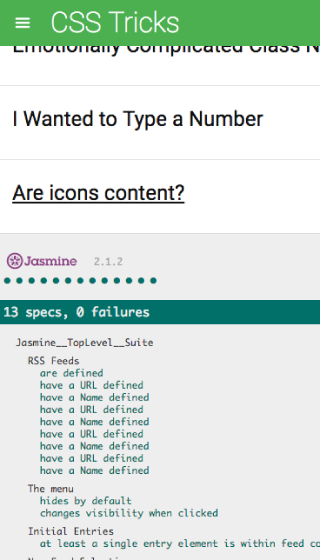 CSS Tricks
Emotionally Complicated Class N
I Wanted to Type a Number
Are icons content?
Jasmine 2.1.2
13 specs, 0 failures
Jasmine__TopLevel__Suite
RSS Feeds
are defined
have a URL defined
have a Name defined
have a URL defined
have a Name defined
have a URL defined
have a Name defined
have a URL defined
have a Name defined
The menu
hides by default
changes visibility when clicked
Initial Entries
at least a single entry element is within feed co